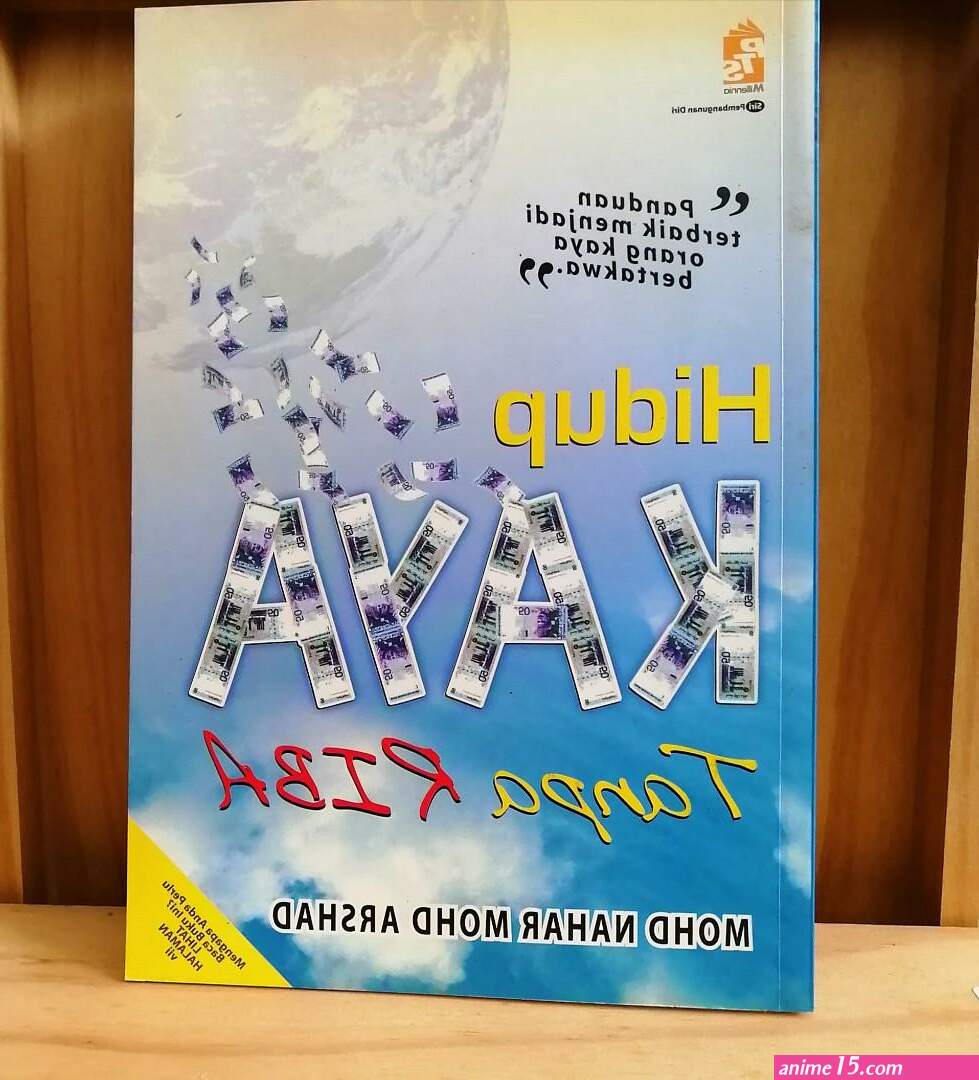 PTS
Millennia
Siri Pembangunan Diri
“ Panduan
terbaik menjadi
orang kaya
bertakwa. ”
Hidup
KAYA
Tanpa RIBA
MOHD NAHAR MOHD ARSHAD
Mengapa Anda Perlu
Baca Buku Ini?
LIHAT
HALAMAN
vii
anime15.com